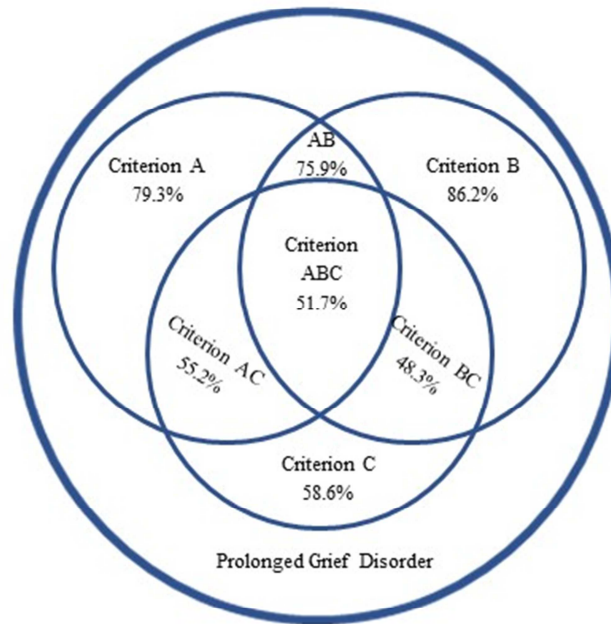 AB
75.9%
Criterion A
79.3%
Criterion B
86.2%
Criterion
ABC
51.7%
Criterion AC
55.2%
Criterion BC
48.3%
Criterion C
58.6%
Prolonged Grief Disorder